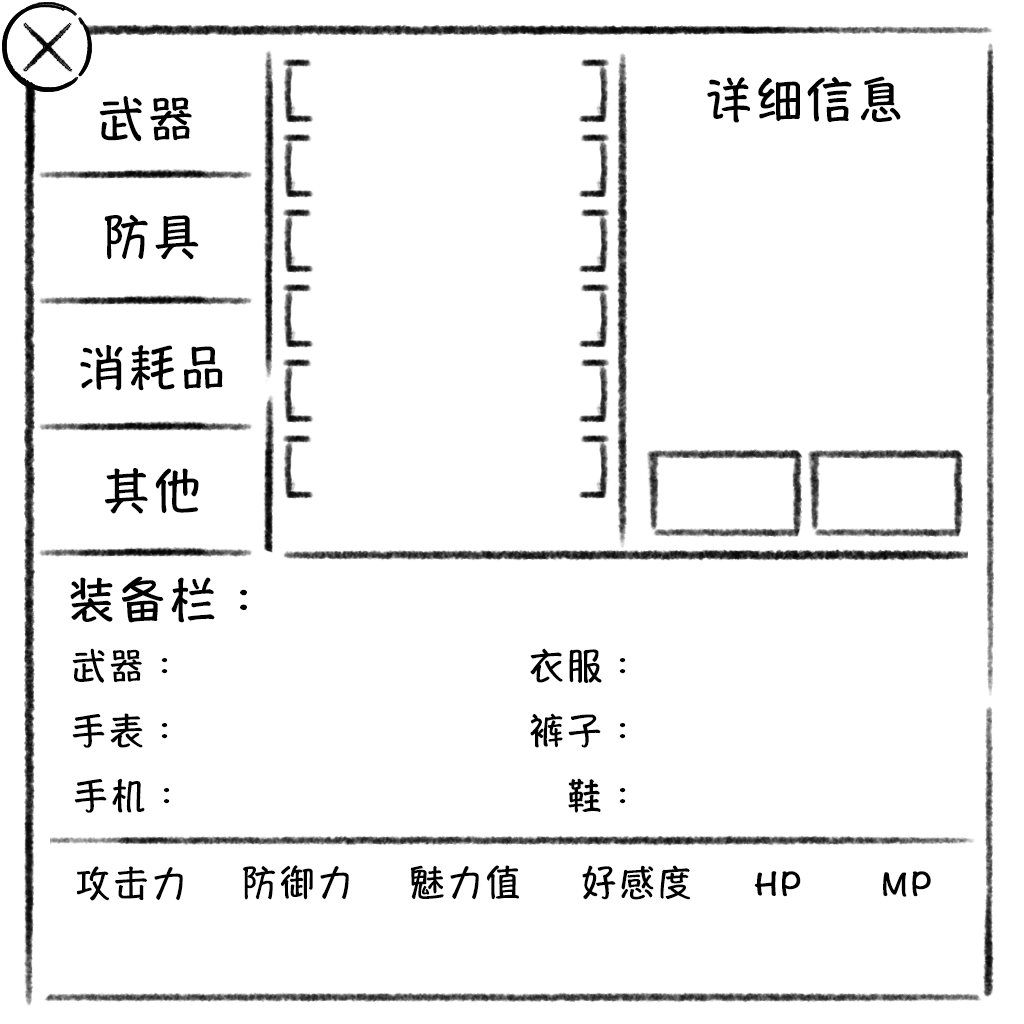 武器
防具
消耗品
其他
详细信息
装备栏：
武器：
衣服：
手表：
裤子：
手机：
鞋：
攻击力 防御力 魅力值 好感度 HP MP